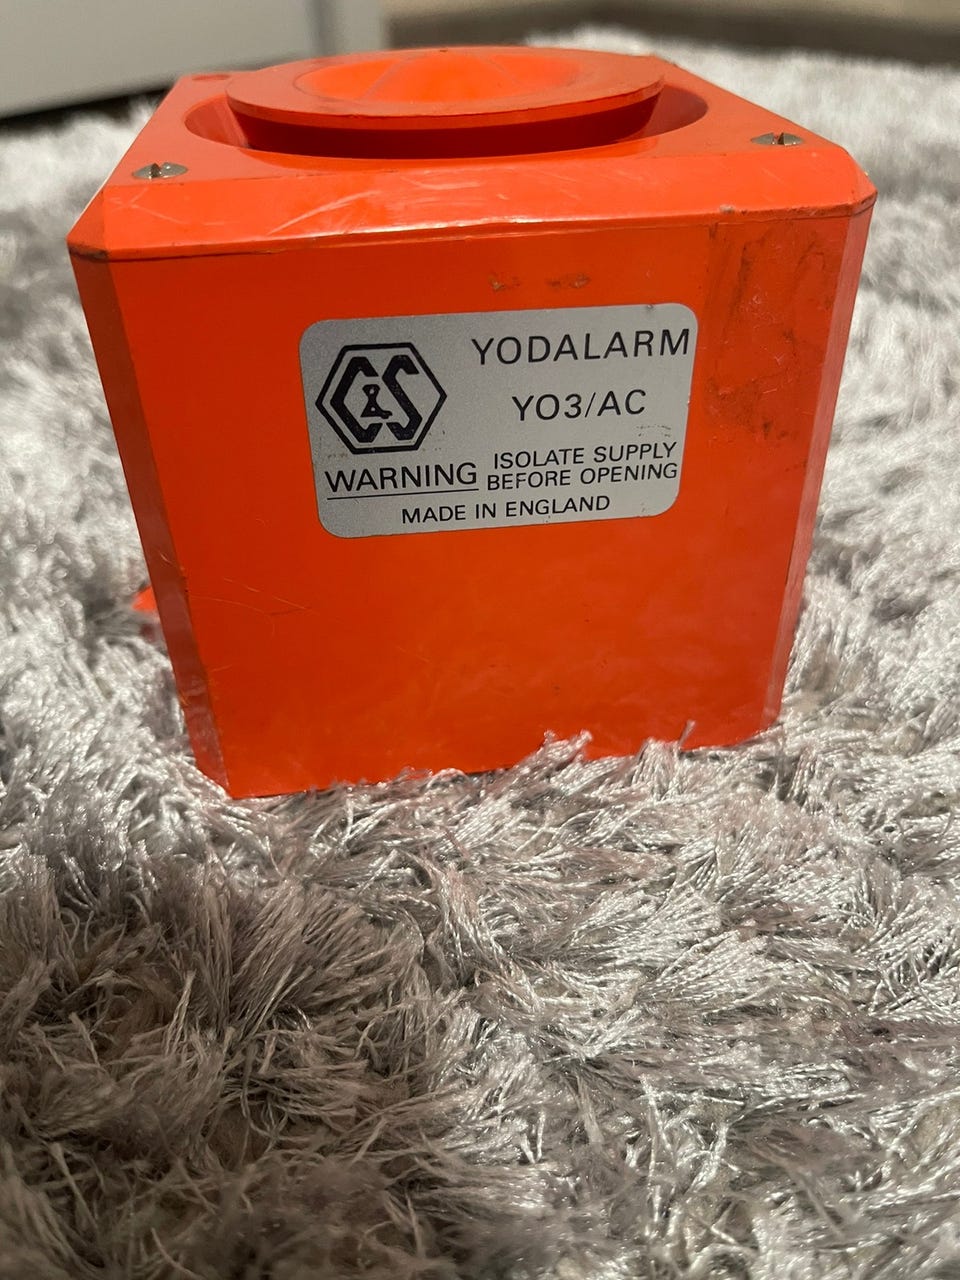 C&S
YODALARM
YO3/AC
WARNING ISOLATE SUPPLY
BEFORE OPENING
MADE IN ENGLAND